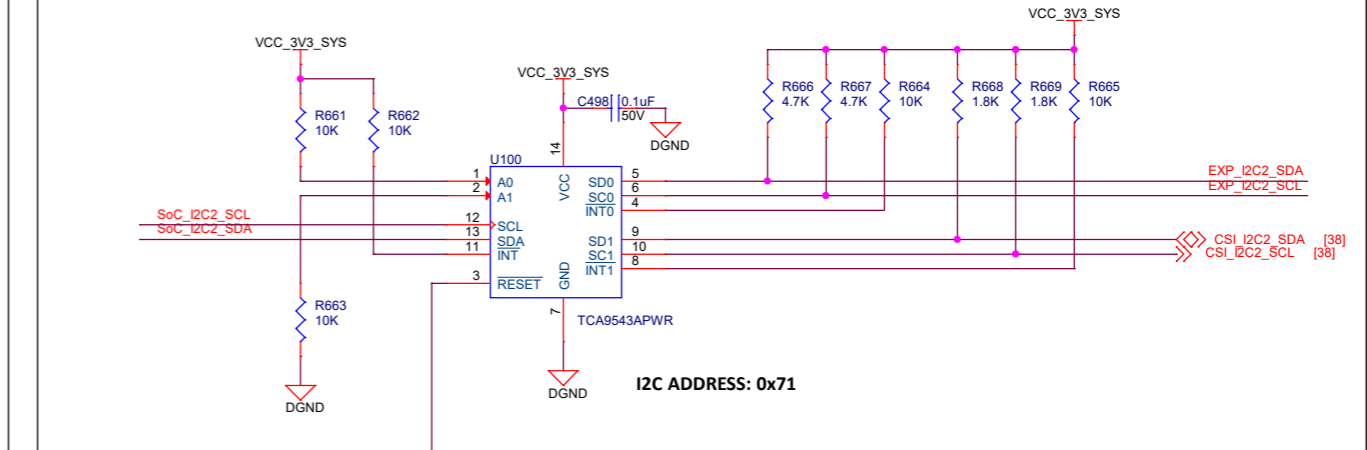 VCC_3V3_SYS
VCC_3V3_SYS
VCC_3V3_SYS
R661
10K
R662
10K
C498
0.1uF
50V
DGND
R666
4.7K
R667
4.7K
R664
10K
R668
1.8K
R669
1.8K
R665
10K
U100
14
VCC
1
A0
2
A1
SoC_I2C2_SCL
12
SCL
SoC_I2C2_SDA
13
SDA
11
INT
3
RESET
GND
7
SD0
5
EXP_I2C2_SDA
SC0
6
EXP_I2C2_SCL
INT0
4
SD1
9
CSI_I2C2_SDA [38]
SC1
10
CSI_I2C2_SCL [38]
INT1
8
R663
10K
DGND
TCA9543APWR
DGND
I2C ADDRESS: 0x71